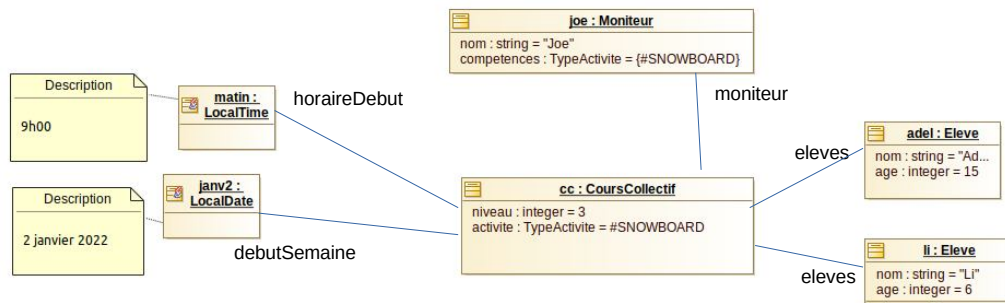 joe : Moniteur
nom : string = "Joe"
competences : TypeActivite = {#SNOWBOARD}
moniteur
Description
9h00
matin :
LocalTime
horaireDebut
Description
2 janvier 2022
janv2 :
LocalDate
debutSemaine
cc : CoursCollectif
niveau : integer = 3
activite : TypeActivite = #SNOWBOARD
eleves
adel : Eleve
nom : string = "Ad...
age : integer = 15
eleves
li : Eleve
nom : string = "Li"
age : integer = 6